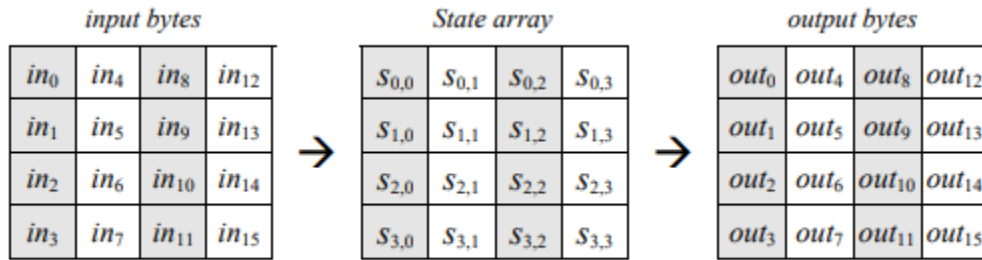 input bytes State array output bytes
in0 in4 in8 in12 → s0,0 s0,1 s0,2 s0,3 → out0 out4 out8 out12
in1 in5 in9 in13 s1,0 s1,1 s1,2 s1,3 out1 out5 out9 out13
in2 in6 in10 in14 s2,0 s2,1 s2,2 s2,3 out2 out6 out10 out14
in3 in7 in11 in15 s3,0 s3,1 s3,2 s3,3 out3 out7 out11 out15